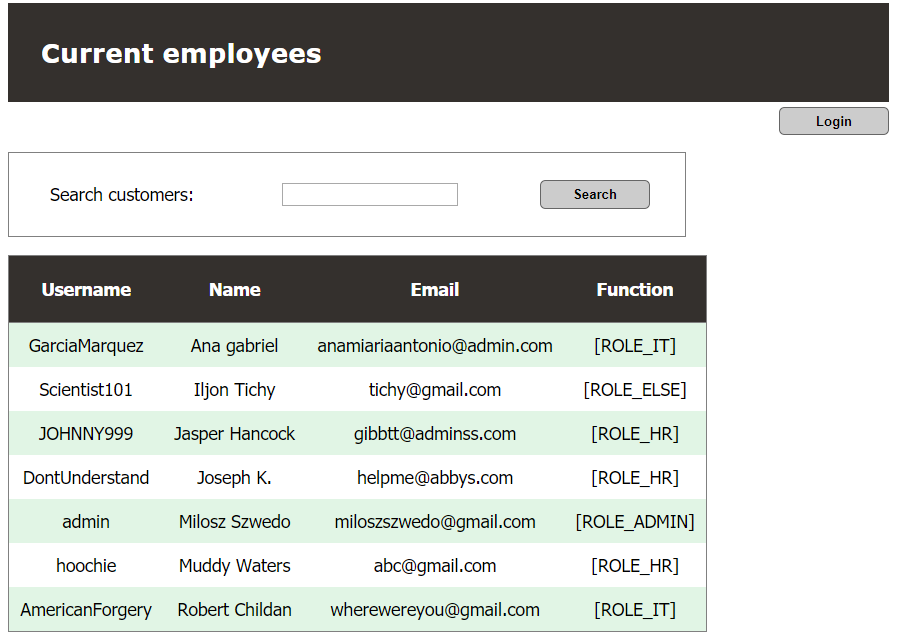 Current employees
Login
Search customers: Search
Username Name Email Function
GarciaMarquez Ana gabriel anamiariaantonio@admin.com [ROLE_IT]
Scientist101 Iljon Tichy tichy@gmail.com [ROLE_ELSE]
JOHNNY999 Jasper Hancock gibbtt@adminss.com [ROLE_HR]
DontUnderstand Joseph K. helpme@abbys.com [ROLE_HR]
admin Milosz Szwedo miloszszwedo@gmail.com [ROLE_ADMIN]
hoochie Muddy Waters abc@gmail.com [ROLE_HR]
AmericanForgery Robert Childan wherewereyou@gmail.com [ROLE_IT]